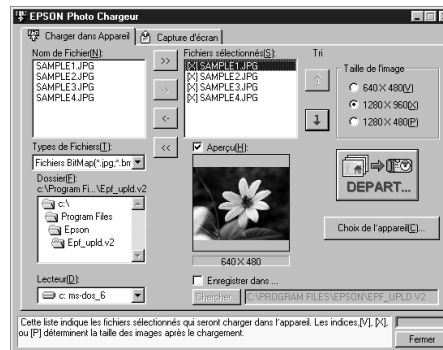 EPSON Photo Chargeur
Charger dans Appareil
Capture d'écran
Nom de Fichier(N):
SAMPLE1.JPG
SAMPLE2.JPG
SAMPLE3.JPG
SAMPLE4.JPG
>>
>
<-
<<
Fichiers sélectionnés(S):
[X] SAMPLE1.JPG
[X] SAMPLE2.JPG
[X] SAMPLE3.JPG
[X] SAMPLE4.JPG
Tri
Taille de l'image
640 X 480(V)
1280 X 960(X)
1280 X 480(P)
Types de Fichiers(T):
Fichiers BitMap(*.jpg;*.bm
Dossier(F):
c:\Program Fi...\Epf_upld.v2
c:\
Program Files
Epson
Epf_upld.v2
Lecteur(D):
c: ms-dos_6
Aperçu(H):
640 X 480
Enregistrer dans ...
Chercher...
C:\PROGRAM FILES\EPSON\EPF_UPLD.V2
DEPART...
Choix de l'appareil(C)...
Cette liste indique les fichiers sélectionnés qui seront charger dans l'appareil. Les indices,[V], [X],
ou [P] déterminent la taille des images après le chargement.
Fermer